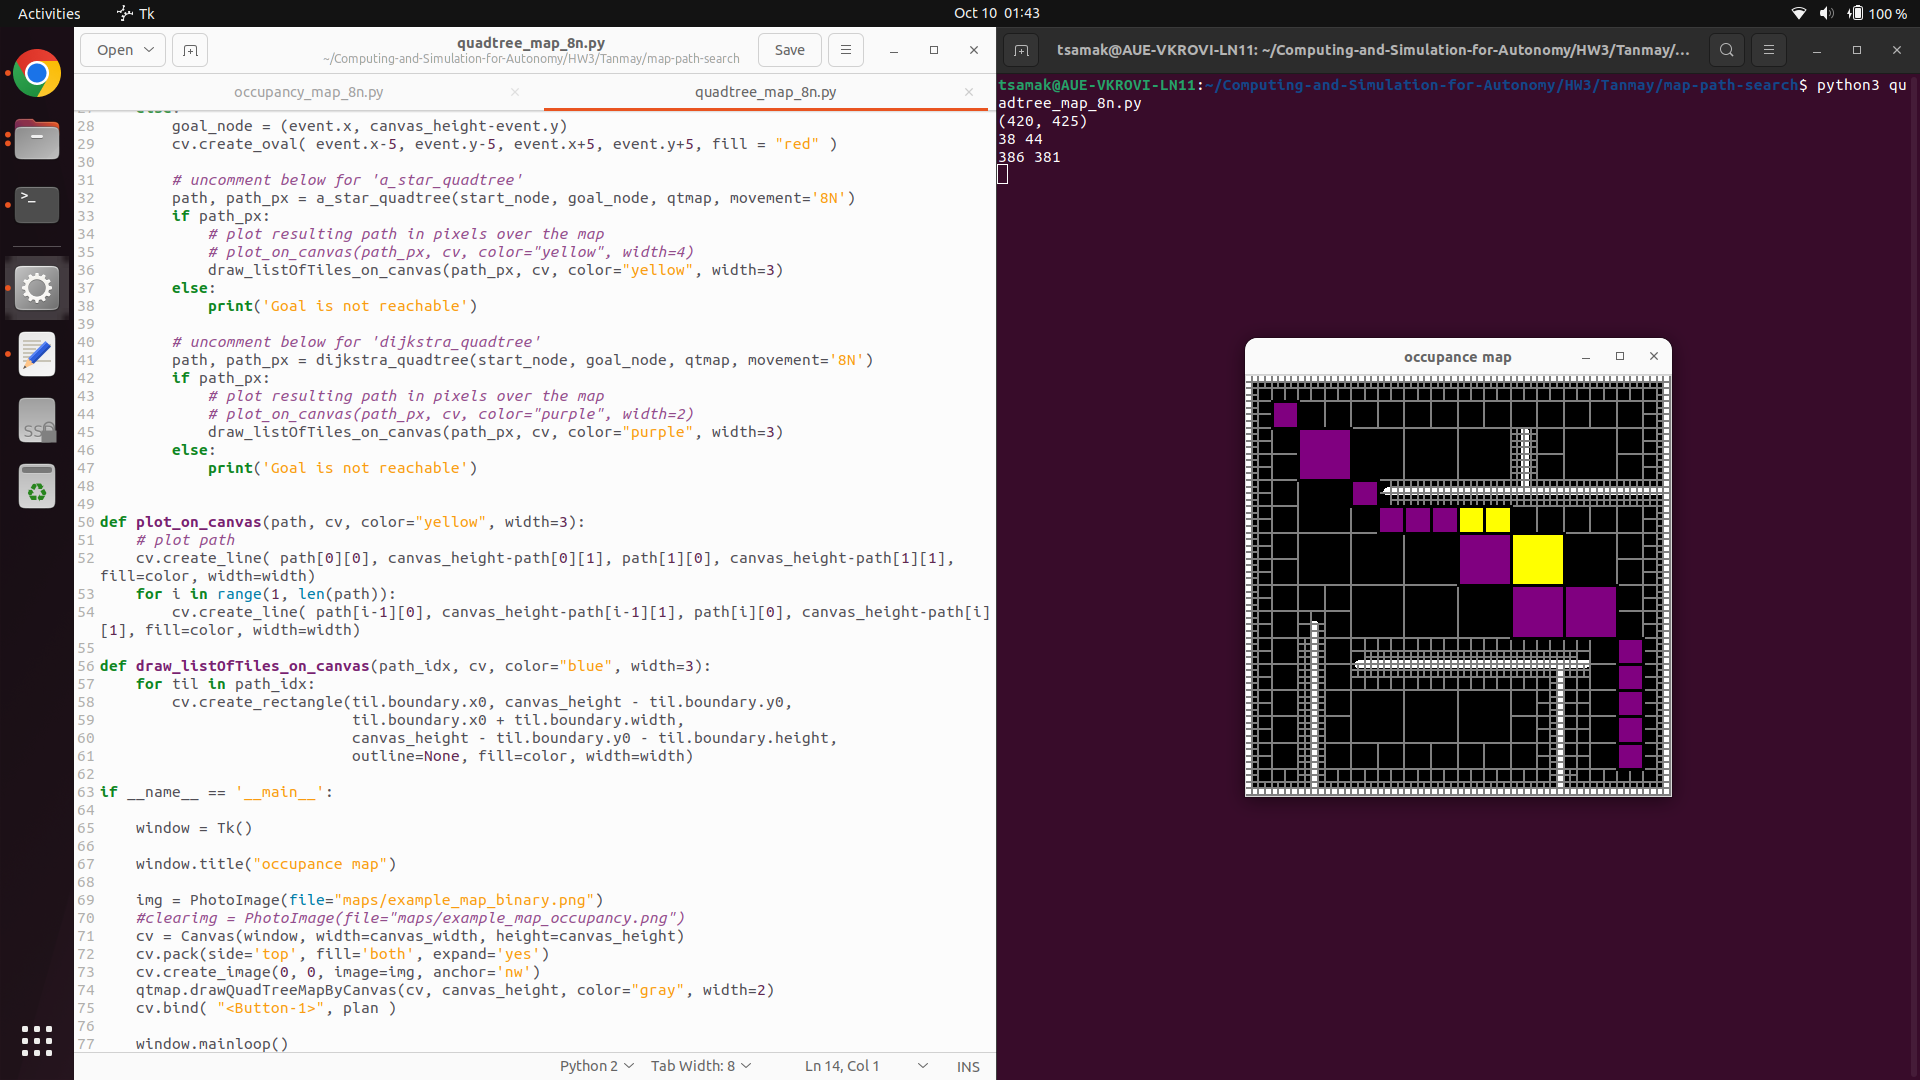 Activities
Tk
Oct 10 01:43
100 %
Open
quadtree_map_8n.py
~/Computing-and-Simulation-for-Autonomy/HW3/Tanmay/map-path-search
Save
occupancy_map_8n.py
quadtree_map_8n.py
28 goal_node = (event.x, canvas_height-event.y)
29 cv.create_oval( event.x-5, event.y-5, event.x+5, event.y+5, fill = "red" )
30
31 # uncomment below for 'a_star_quadtree'
32 path, path_px = a_star_quadtree(start_node, goal_node, qtmap, movement='8N')
33 if path_px:
34 # plot resulting path in pixels over the map
35 # plot_on_canvas(path_px, cv, color="yellow", width=4)
36 draw_listOfTiles_on_canvas(path_px, cv, color="yellow", width=3)
37 else:
38 print('Goal is not reachable')
39
40 # uncomment below for 'dijkstra_quadtree'
41 path, path_px = dijkstra_quadtree(start_node, goal_node, qtmap, movement='8N')
42 if path_px:
43 # plot resulting path in pixels over the map
44 # plot_on_canvas(path_px, cv, color="purple", width=2)
45 draw_listOfTiles_on_canvas(path_px, cv, color="purple", width=3)
46 else:
47 print('Goal is not reachable')
48
49
50 def plot_on_canvas(path, cv, color="yellow", width=3):
51 # plot path
52 cv.create_line( path[0][0], canvas_height-path[0][1], path[1][0], canvas_height-path[1][1],
fill=color, width=width)
53 for i in range(1, len(path)):
54 cv.create_line( path[i-1][0], canvas_height-path[i-1][1], path[i][0], canvas_height-path[i]
[1], fill=color, width=width)
55
56 def draw_listOfTiles_on_canvas(path_idx, cv, color="blue", width=3):
57 for til in path_idx:
58 cv.create_rectangle(til.boundary.x0, canvas_height - til.boundary.y0,
59 til.boundary.x0 + til.boundary.width,
60 canvas_height - til.boundary.y0 - til.boundary.height,
61 outline=None, fill=color, width=width)
62
63 if __name__ == '__main__':
64
65 window = Tk()
66
67 window.title("occupance map")
68
69 img = PhotoImage(file="maps/example_map_binary.png")
70 #clearimg = PhotoImage(file="maps/example_map_occupancy.png")
71 cv = Canvas(window, width=canvas_width, height=canvas_height)
72 cv.pack(side='top', fill='both', expand='yes')
73 cv.create_image(0, 0, image=img, anchor='nw')
74 qtmap.drawQuadTreeMapByCanvas(cv, canvas_height, color="gray", width=2)
75 cv.bind( "<Button-1>", plan )
76
77 window.mainloop()
Python 2
Tab Width: 8
Ln 14, Col 1
INS
tsamak@AUE-VKROVI-LN11: ~/Computing-and-Simulation-for-Autonomy/HW3/Tanmay/...
tsamak@AUE-VKROVI-LN11:~/Computing-and-Simulation-for-Autonomy/HW3/Tanmay/map-path-search$ python3 qu
adtree_map_8n.py
(420, 425)
38 44
386 381
occupance map